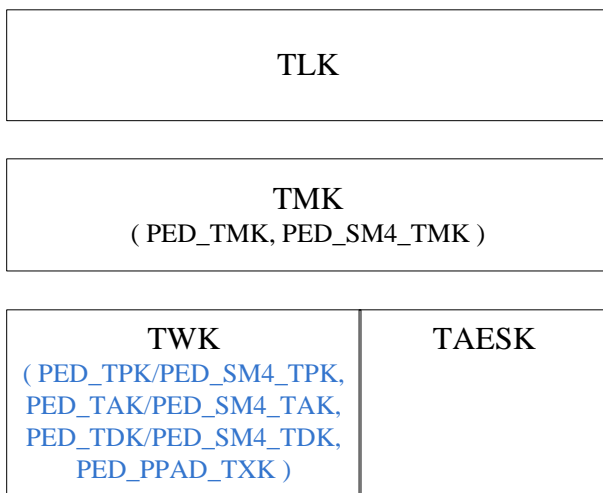 TLK
TMK
( PED_TMK, PED_SM4_TMK )
TWK
( PED_TPK/PED_SM4_TPK,
PED_TAK/PED_SM4_TAK,
PED_TDK/PED_SM4_TDK,
PED_PPAD_TXK )
TAESK